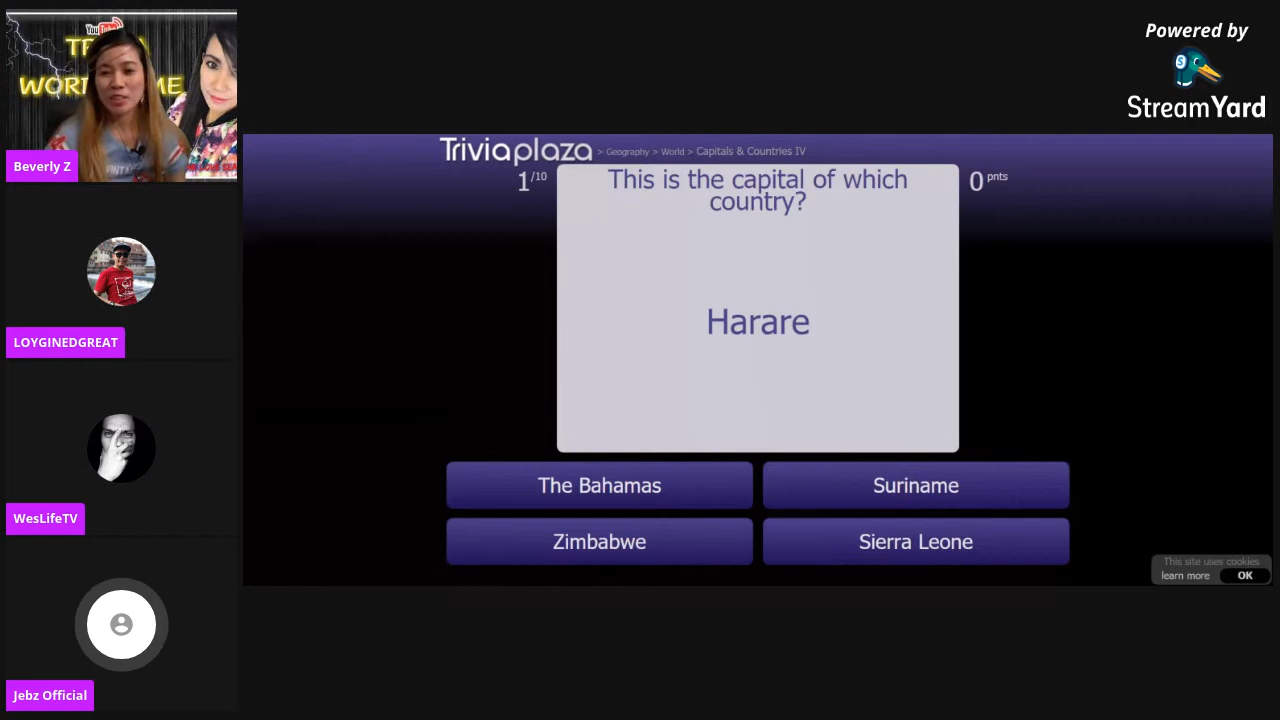 YouTube
Beverly Z
LOYGINEDGREAT
WesLifeTV
Jebz Official
Powered by
StreamYard
Triviaplaza > Geography > World > Capitals & Countries IV
1/10
This is the capital of which
country?
0 pnts
Harare
The Bahamas
Suriname
Zimbabwe
Sierra Leone
This site uses cookies
learn more OK